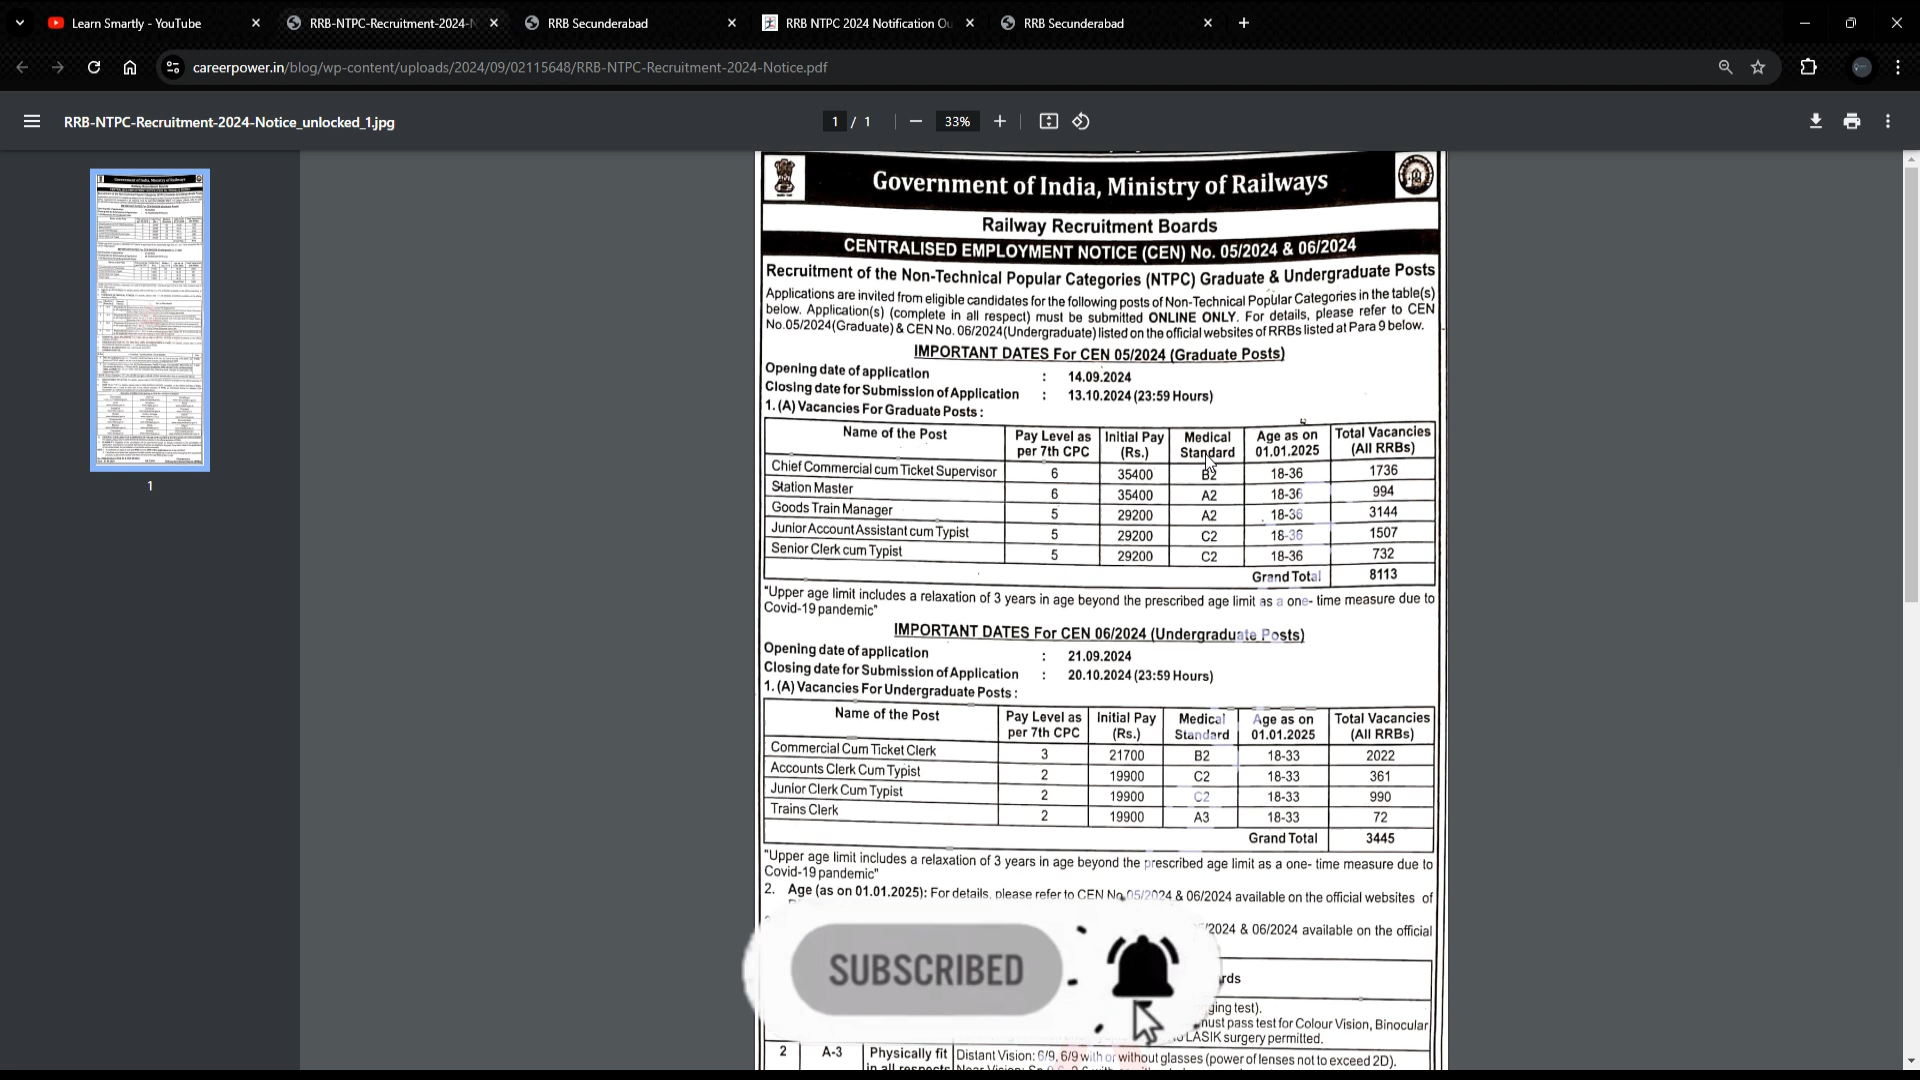 Learn Smartly - YouTube
RRB-NTPC-Recruitment-2024-N
RRB Secunderabad
RRB NTPC 2024 Notification Ou
RRB Secunderabad
careerpower.in/blog/wp-content/uploads/2024/09/02115648/RRB-NTPC-Recruitment-2024-Notice.pdf
RRB-NTPC-Recruitment-2024-Notice_unlocked_1.jpg
1 / 1
33%
1
Government of India, Ministry of Railways
Railway Recruitment Boards
CENTRALISED EMPLOYMENT NOTICE (CEN) No. 05/2024 & 06/2024
Recruitment of the Non-Technical Popular Categories (NTPC) Graduate & Undergraduate Posts
Applications are invited from eligible candidates for the following posts of Non-Technical Popular Categories in the table(s)
below. Application(s) (complete in all respect) must be submitted ONLINE ONLY. For details, please refer to CEN
No.05/2024(Graduate) & CEN No. 06/2024(Undergraduate) listed on the official websites of RRBs listed at Para 9 below.
IMPORTANT DATES For CEN 05/2024 (Graduate Posts)
Opening date of application : 14.09.2024
Closing date for Submission of Application : 13.10.2024 (23:59 Hours)
1. (A) Vacancies For Graduate Posts :
Name of the Post Pay Level as per 7th CPC Initial Pay (Rs.) Medical Standard Age as on 01.01.2025 Total Vacancies (All RRBs)
Chief Commercial cum Ticket Supervisor 6 35400 B2 18-36 1736
Station Master 6 35400 A2 18-36 994
Goods Train Manager 5 29200 A2 18-36 3144
Junior Account Assistant cum Typist 5 29200 C2 18-36 1507
Senior Clerk cum Typist 5 29200 C2 18-36 732
Grand Total 8113
"Upper age limit includes a relaxation of 3 years in age beyond the prescribed age limit as a one- time measure due to
Covid-19 pandemic"
IMPORTANT DATES For CEN 06/2024 (Undergraduate Posts)
Opening date of application : 21.09.2024
Closing date for Submission of Application : 20.10.2024 (23:59 Hours)
1. (A) Vacancies For Undergraduate Posts :
Name of the Post Pay Level as per 7th CPC Initial Pay (Rs.) Medical Standard Age as on 01.01.2025 Total Vacancies (All RRBs)
Commercial Cum Ticket Clerk 3 21700 B2 18-33 2022
Accounts Clerk Cum Typist 2 19900 C2 18-33 361
Junior Clerk Cum Typist 2 19900 C2 18-33 990
Trains Clerk 2 19900 A3 18-33 72
Grand Total 3445
"Upper age limit includes a relaxation of 3 years in age beyond the prescribed age limit as a one- time measure due to
Covid-19 pandemic"
2. Age (as on 01.01.2025): For details, please refer to CEN No.05/2024 & 06/2024 available on the official websites of
2024 & 06/2024 available on the official
SUBSCRIBED
must pass test for Colour Vision, Binocular
LASIK surgery permitted.
2 A-3 Physically fit Distant Vision: 6/9, 6/9 with or without glasses (power of lenses not to exceed 2D).
in all respects